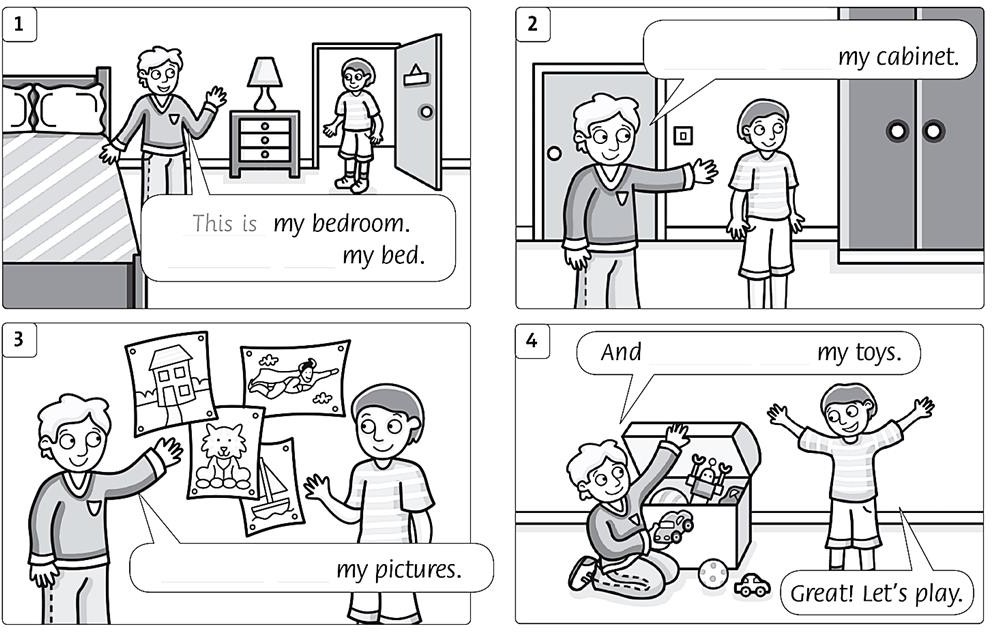 1
This is my bedroom.
my bed.
2
my cabinet.
3
my pictures.
4
And my toys.
Great! Let's play.